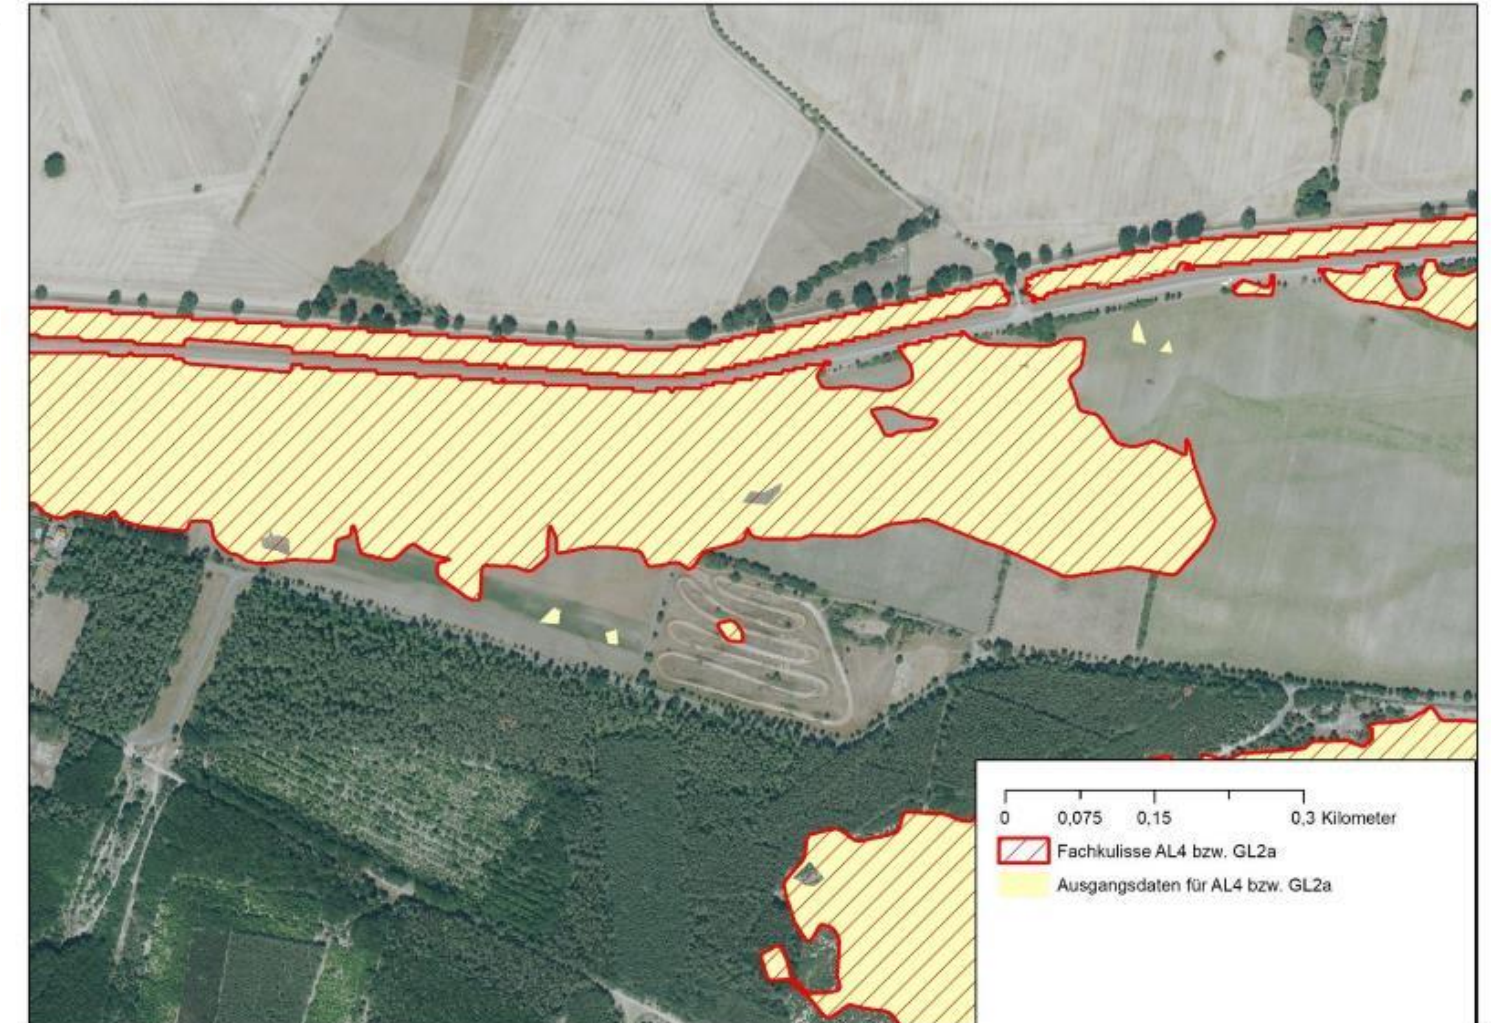 0 0,075 0,15 0,3 Kilometer
Fachkulisse AL4 bzw. GL2a
Ausgangsdaten für AL4 bzw. GL2a